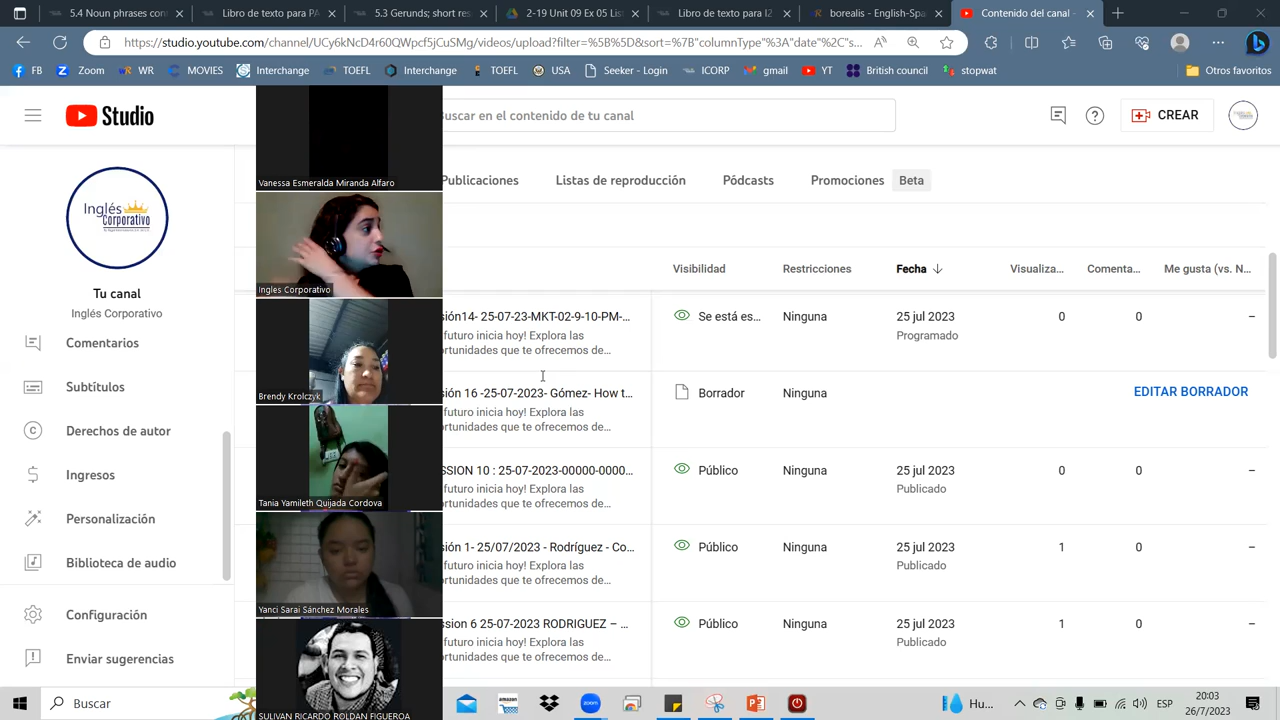 5.4 Gerunds; short res
5.3 Gerunds; short res
2-19 Unit 09 Ex 05 List
Libro de texto para I2
borealis - English-Spa
Contenido del canal -
https://studio.youtube.com/channel/UCy6kNcD4r60QWpcf5jCuSMg/videos/upload?filter=%5B%5D&sort=%7B"columnType"%3A"date"%2C"s...
FB
Zoom
WR
MOVIES
Interchange
TOEFL
Interchange
TOEFL
USA
Seeker - Login
ICORP
gmail
YT
British council
stopwat
Otros favoritos
Studio
uscar en el contenido de tu canal
CREAR
Vanessa Esmeralda Miranda Alfaro
Publicaciones
Listas de reproducción
Pódcasts
Promociones
Beta
Inglés
Corporativo
Ingles Corporativo
Visibilidad
Restricciones
Fecha
Visualiza...
Comenta...
Me gusta (vs. N...
Tu canal
Inglés Corporativo
Comentarios
Subtítulos
Derechos de autor
Ingresos
Personalización
Biblioteca de audio
Configuración
Enviar sugerencias
Brendy Krolczyk
Tania Yamileth Quijada Cordova
Yanci Saraí Sánchez Morales
SULIVAN RICARDO ROLDAN FIGUEROA
sión14- 25-07-23-MKT-02-9-10-PM-...
futuro inicia hoy! Explora las
ortunidades que te ofrecemos de...
Se está es...
Ninguna
25 jul 2023
Programado
0
0
–
sión 16 -25-07-2023- Gómez- How t...
futuro inicia hoy! Explora las
ortunidades que te ofrecemos de...
Borrador
Ninguna
EDITAR BORRADOR
SSION 10 : 25-07-2023-00000-0000...
futuro inicia hoy! Explora las
ortunidades que te ofrecemos de...
Público
Ninguna
25 jul 2023
Publicado
0
0
–
sión 1- 25/07/2023 - Rodríguez - Co...
futuro inicia hoy! Explora las
ortunidades que te ofrecemos de...
Público
Ninguna
25 jul 2023
Publicado
1
0
–
ssion 6 25-07-2023 RODRIGUEZ – ...
futuro inicia hoy! Explora las
ortunidades que te ofrecemos de...
Público
Ninguna
25 jul 2023
Publicado
1
0
–
Buscar
amazon
Hu...
ESP
20:03